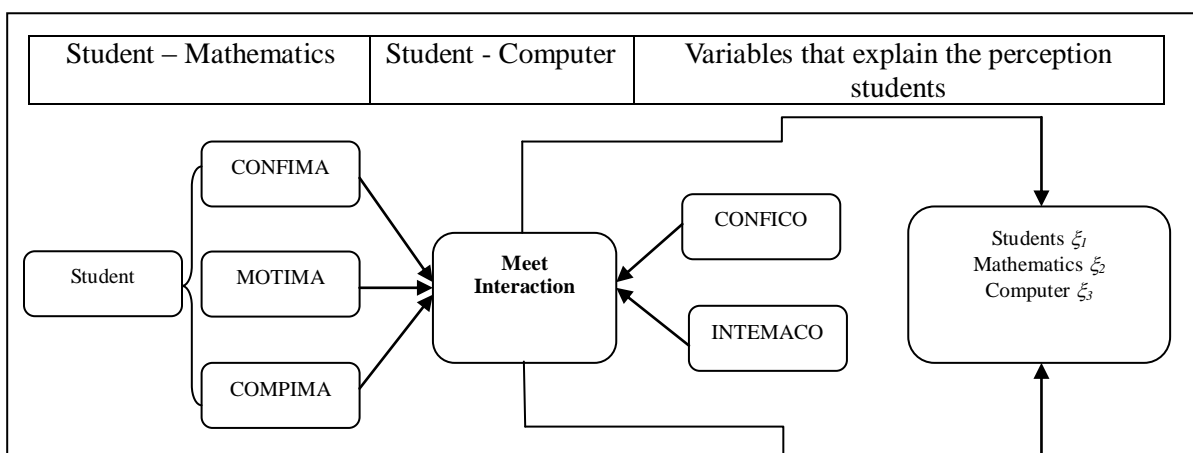 Student – Mathematics
Student - Computer
Variables that explain the perception
students
CONFIMA
CONFICO
Student
MOTIMA
Meet
Interaction
Students ξ1
Mathematics ξ2
Computer ξ3
INTEMACO
COMPIMA